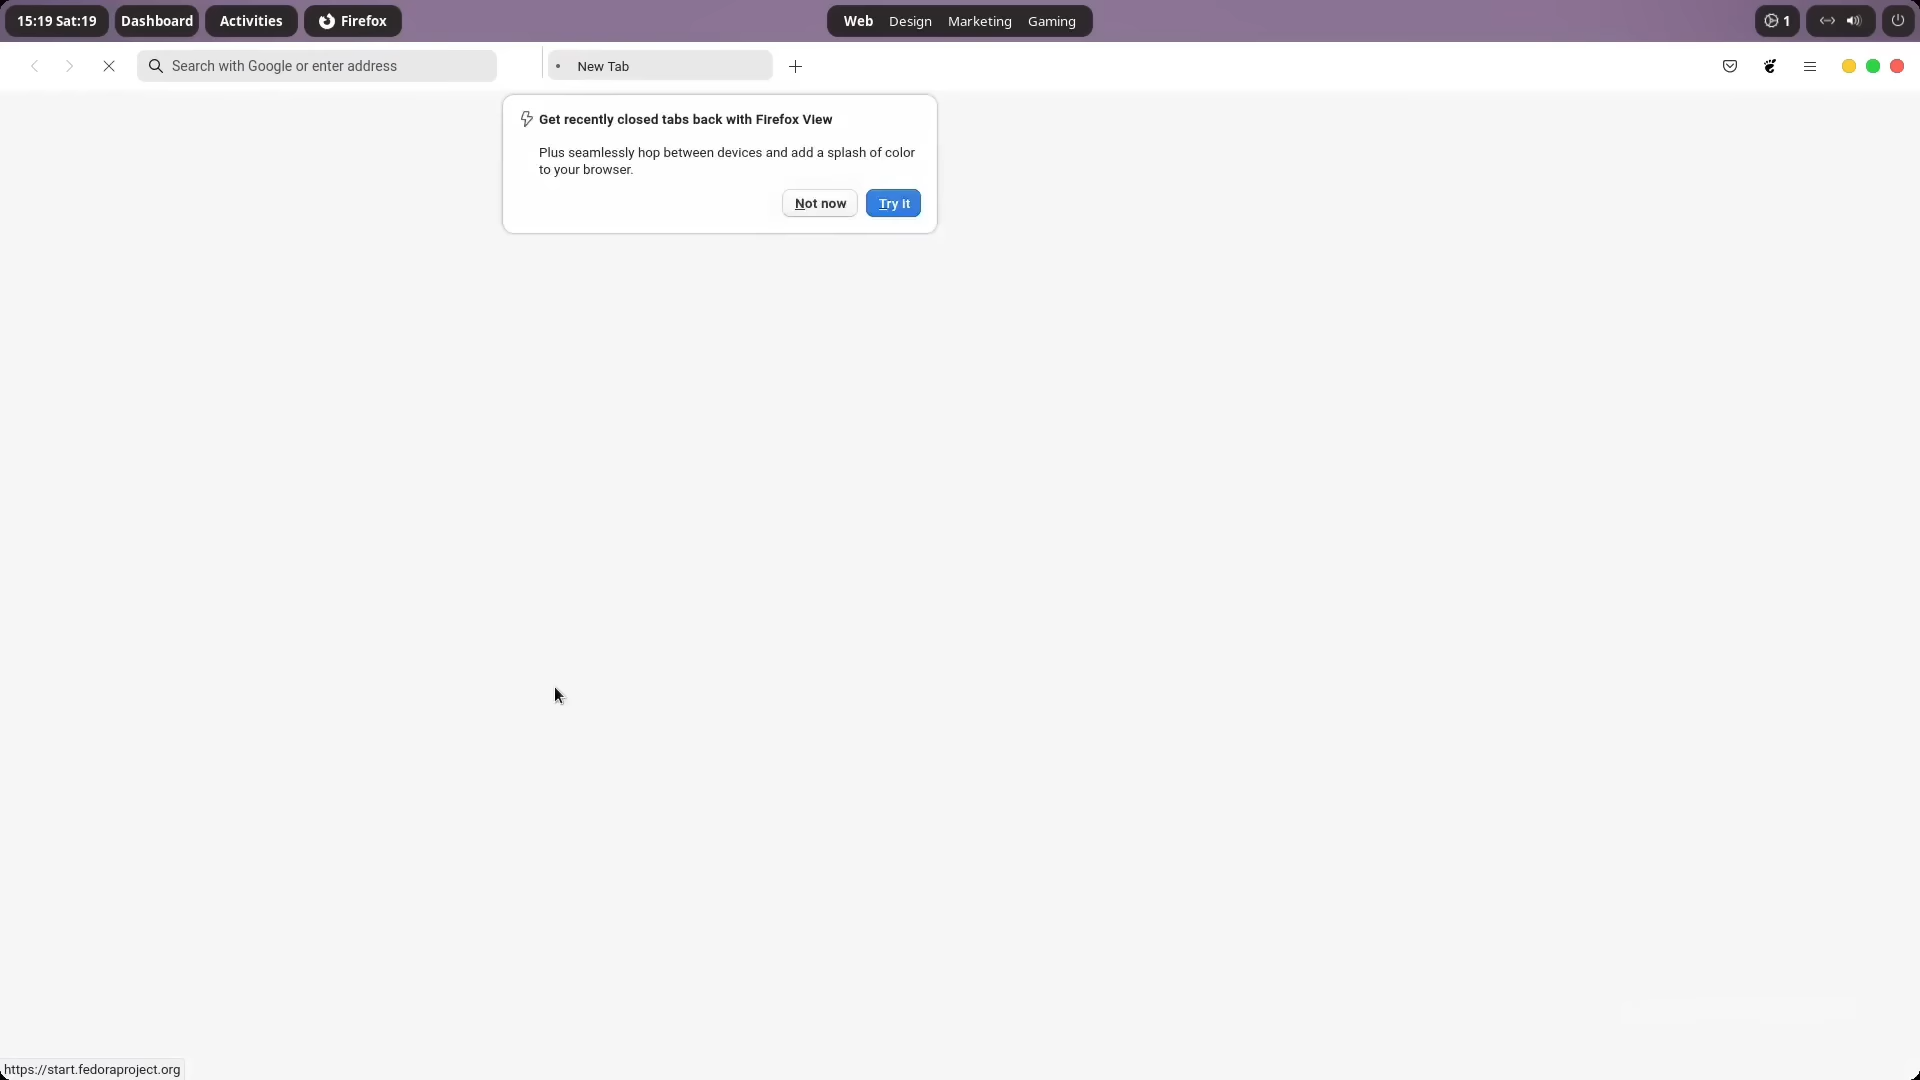 15:19 Sat:19 Dashboard Activities Firefox Web Design Marketing Gaming 1
Search with Google or enter address New Tab
Get recently closed tabs back with Firefox View
Plus seamlessly hop between devices and add a splash of color
to your browser.
Not now Try it
https://start.fedoraproject.org